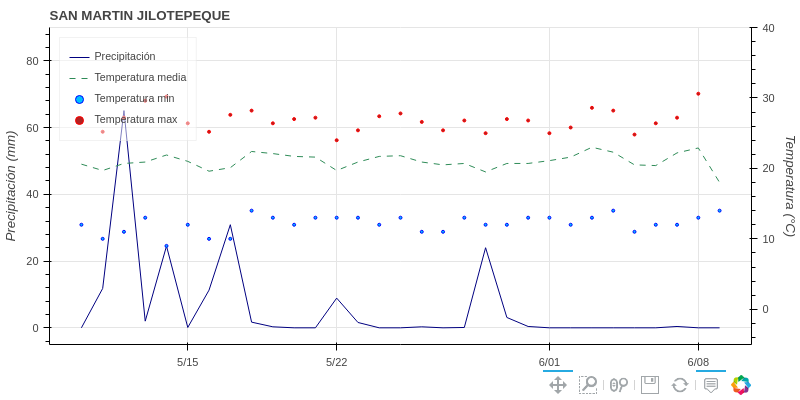 SAN MARTIN JILOTEPEQUE
Precipitación
Temperatura media
Temperatura min
Temperatura max
Precipitación (mm)
80
60
40
20
0
Temperatura (°C)
40
30
20
10
0
5/15
5/22
6/01
6/08